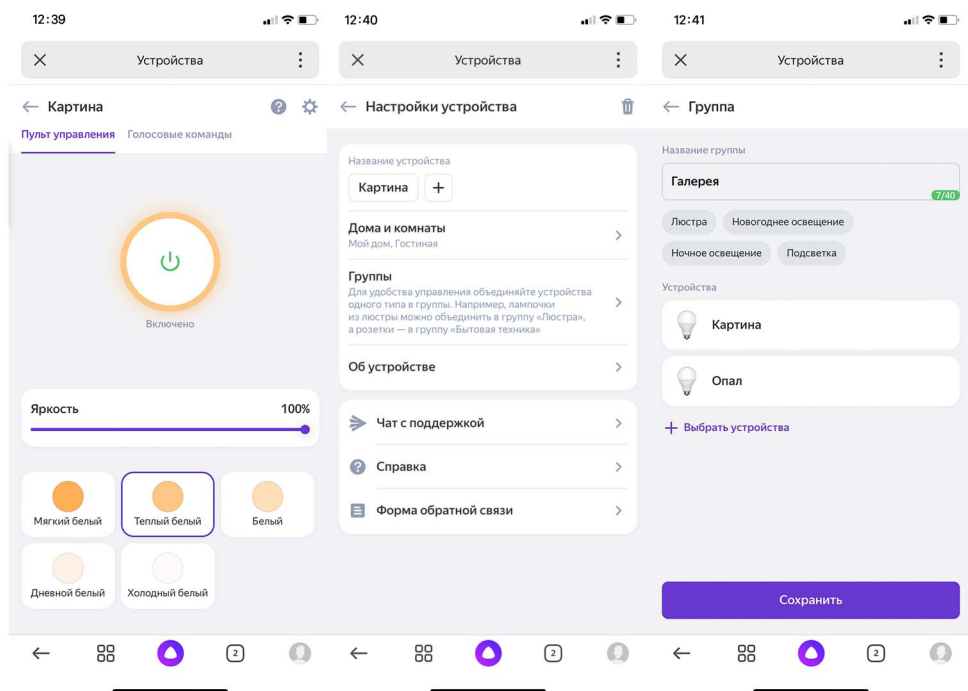 12:39
Устройства
Картина
Пульт управления Голосовые команды
Включено
Яркость 100%
Мягкий белый Теплый белый Белый
Дневной белый Холодный белый
2
12:40
Устройства
Настройки устройства
Название устройства
Картина +
Дома и комнаты
Мой дом, Гостиная
Группы
Для удобства управления объединяйте устройства
одного типа в группы. Например, лампочки
из люстры можно объединить в группу «Люстра»,
а розетки — в группу «Бытовая техника»
Об устройстве
Чат с поддержкой
Справка
Форма обратной связи
2
12:41
Устройства
Группа
Название группы
Галерея
7/40
Люстра Новогоднее освещение
Ночное освещение Подсветка
Устройства
Картина
Опал
+ Выбрать устройства
Сохранить
2